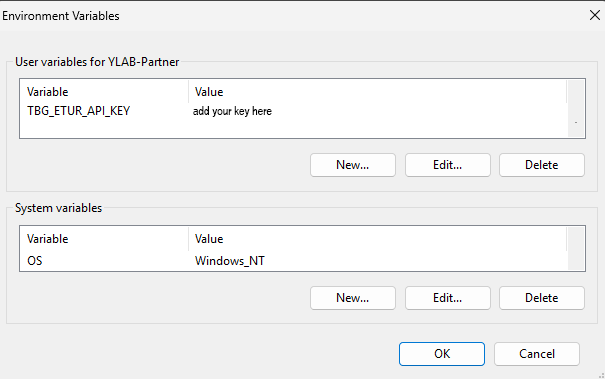 Environment Variables
User variables for YLAB-Partner
Variable Value
TBG_ETUR_API_KEY add your key here
New... Edit... Delete
System variables
Variable Value
OS Windows_NT
New... Edit... Delete
OK Cancel